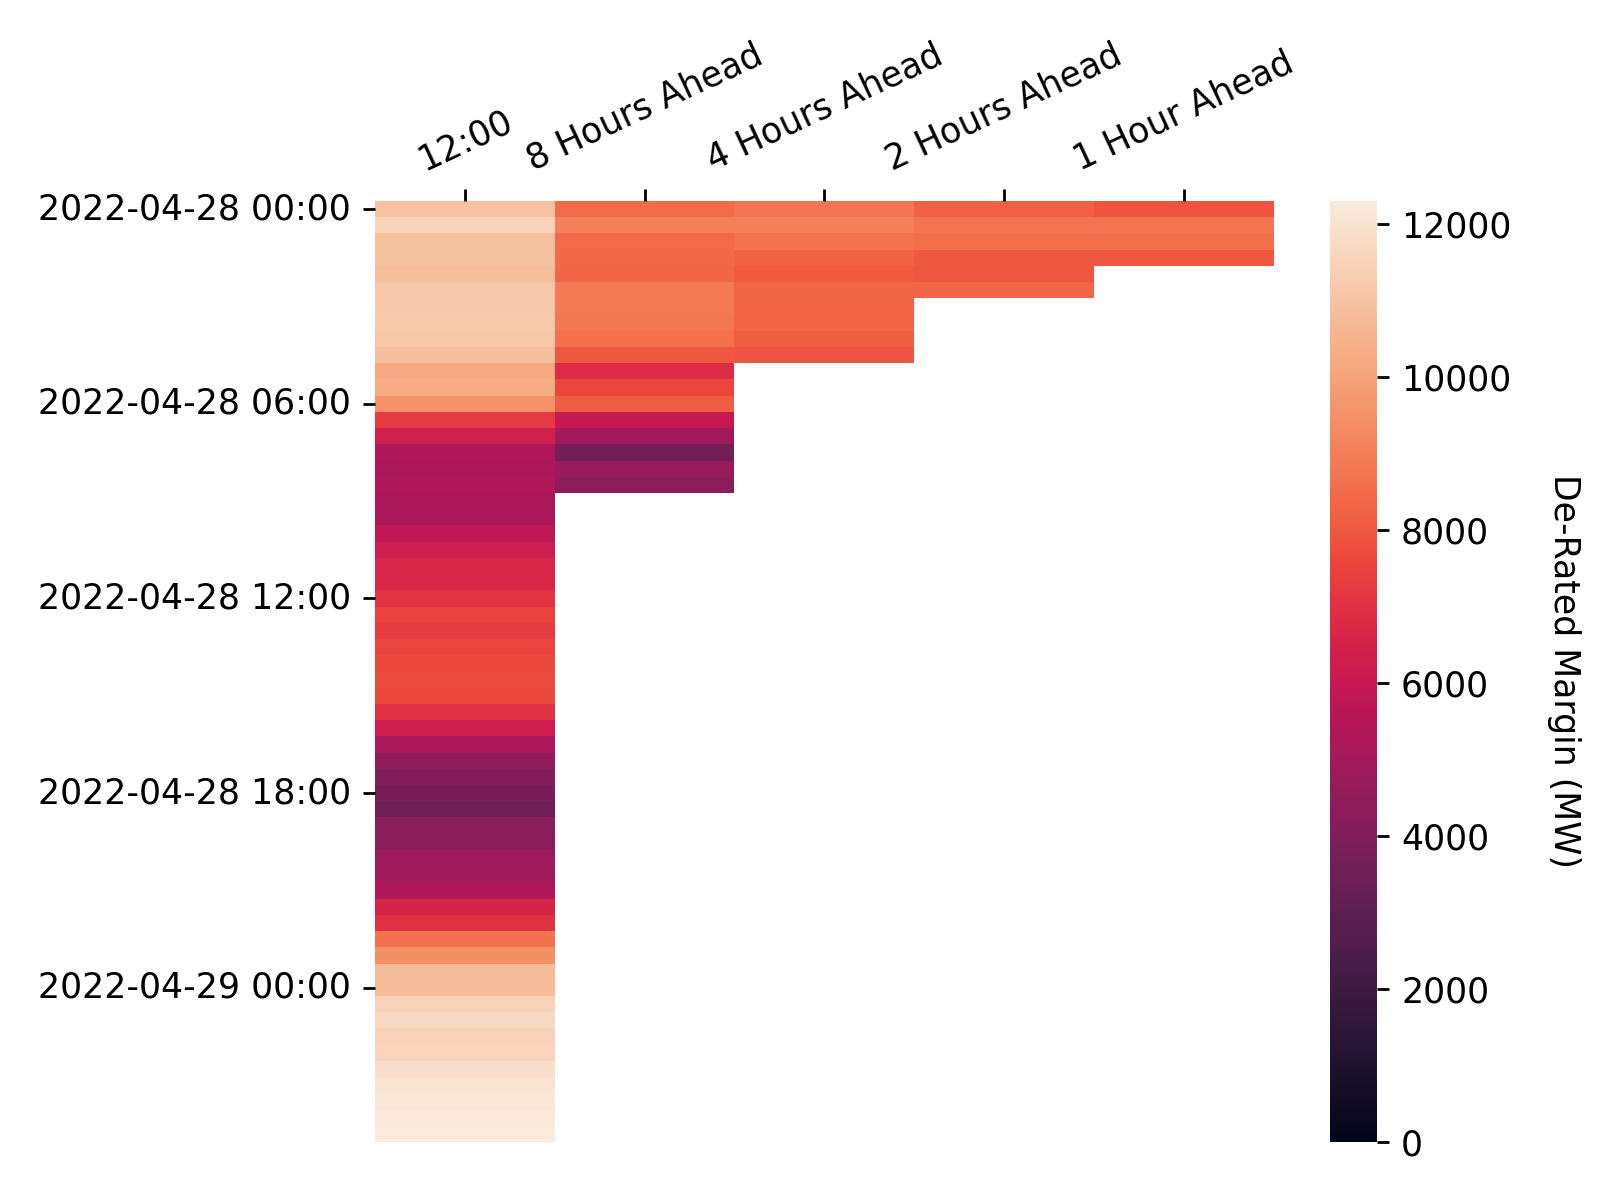 12:00
8 Hours Ahead
4 Hours Ahead
2 Hours Ahead
1 Hour Ahead
2022-04-28 00:00
2022-04-28 06:00
2022-04-28 12:00
2022-04-28 18:00
2022-04-29 00:00
12000
10000
8000
6000
4000
2000
0
De-Rated Margin (MW)